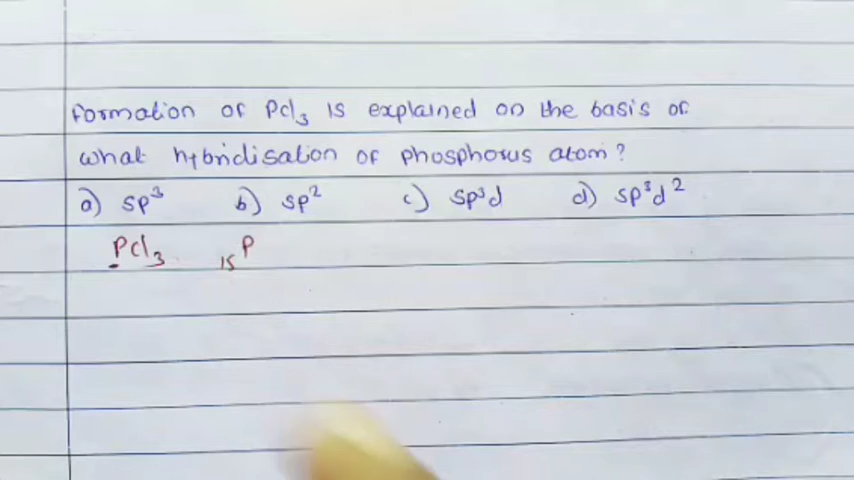 Formation of PCl3 is explained on the basis of
what hybridisation of phosphorus atom?
a) sp³ b) sp² c) sp³d d) sp³d²
PCl₃ ₁₅P